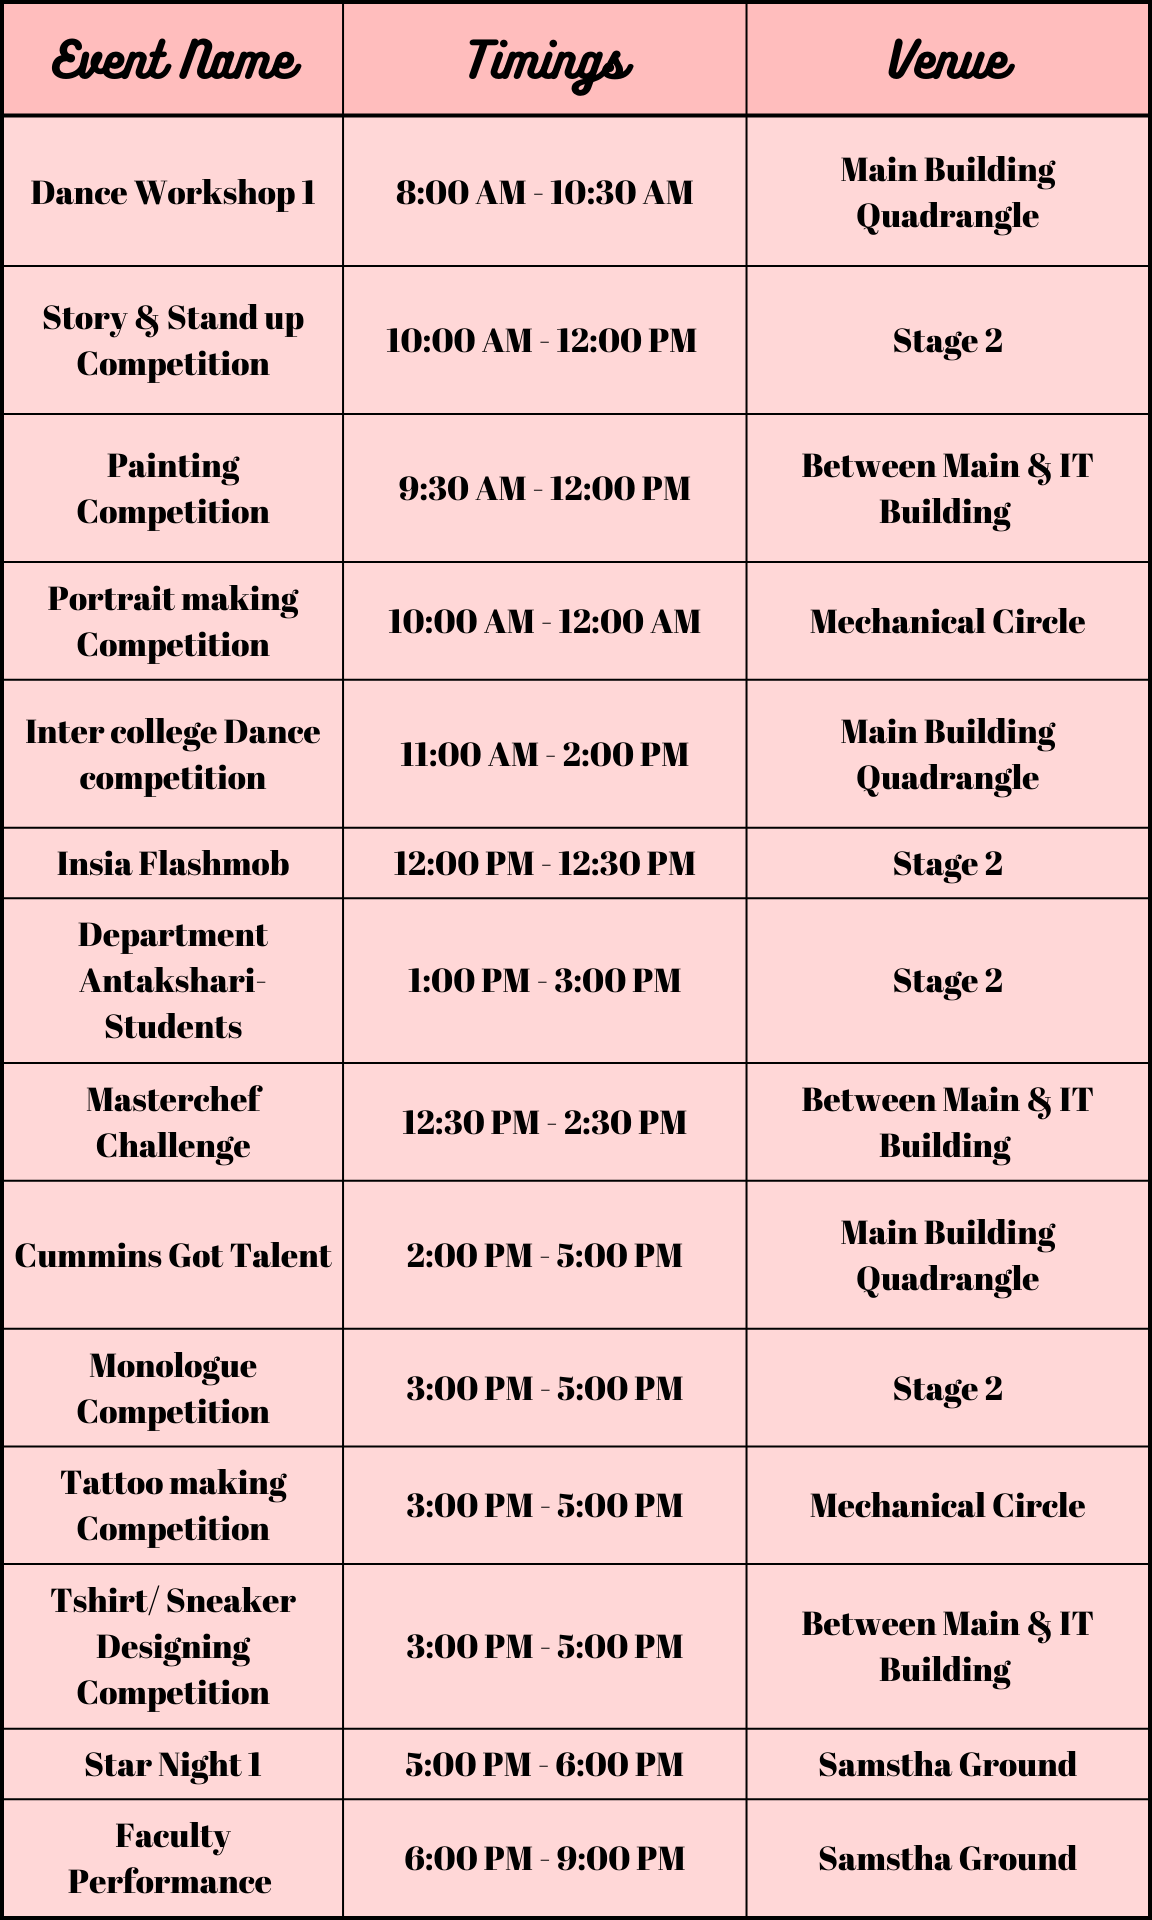 Event Name Timings Venue
Dance Workshop 1 8:00 AM - 10:30 AM Main Building
Quadrangle
Story & Stand up
Competition 10:00 AM - 12:00 PM Stage 2
Painting
Competition 9:30 AM - 12:00 PM Between Main & IT
Building
Portrait making
Competition 10:00 AM - 12:00 AM Mechanical Circle
Inter college Dance
competition 11:00 AM - 2:00 PM Main Building
Quadrangle
Insia Flashmob 12:00 PM - 12:30 PM Stage 2
Department
Antakshari-
Students 1:00 PM - 3:00 PM Stage 2
Masterchef
Challenge 12:30 PM - 2:30 PM Between Main & IT
Building
Cummins Got Talent 2:00 PM - 5:00 PM Main Building
Quadrangle
Monologue
Competition 3:00 PM - 5:00 PM Stage 2
Tattoo making
Competition 3:00 PM - 5:00 PM Mechanical Circle
Tshirt/ Sneaker
Designing
Competition 3:00 PM - 5:00 PM Between Main & IT
Building
Star Night 1 5:00 PM - 6:00 PM Samstha Ground
Faculty
Performance 6:00 PM - 9:00 PM Samstha Ground